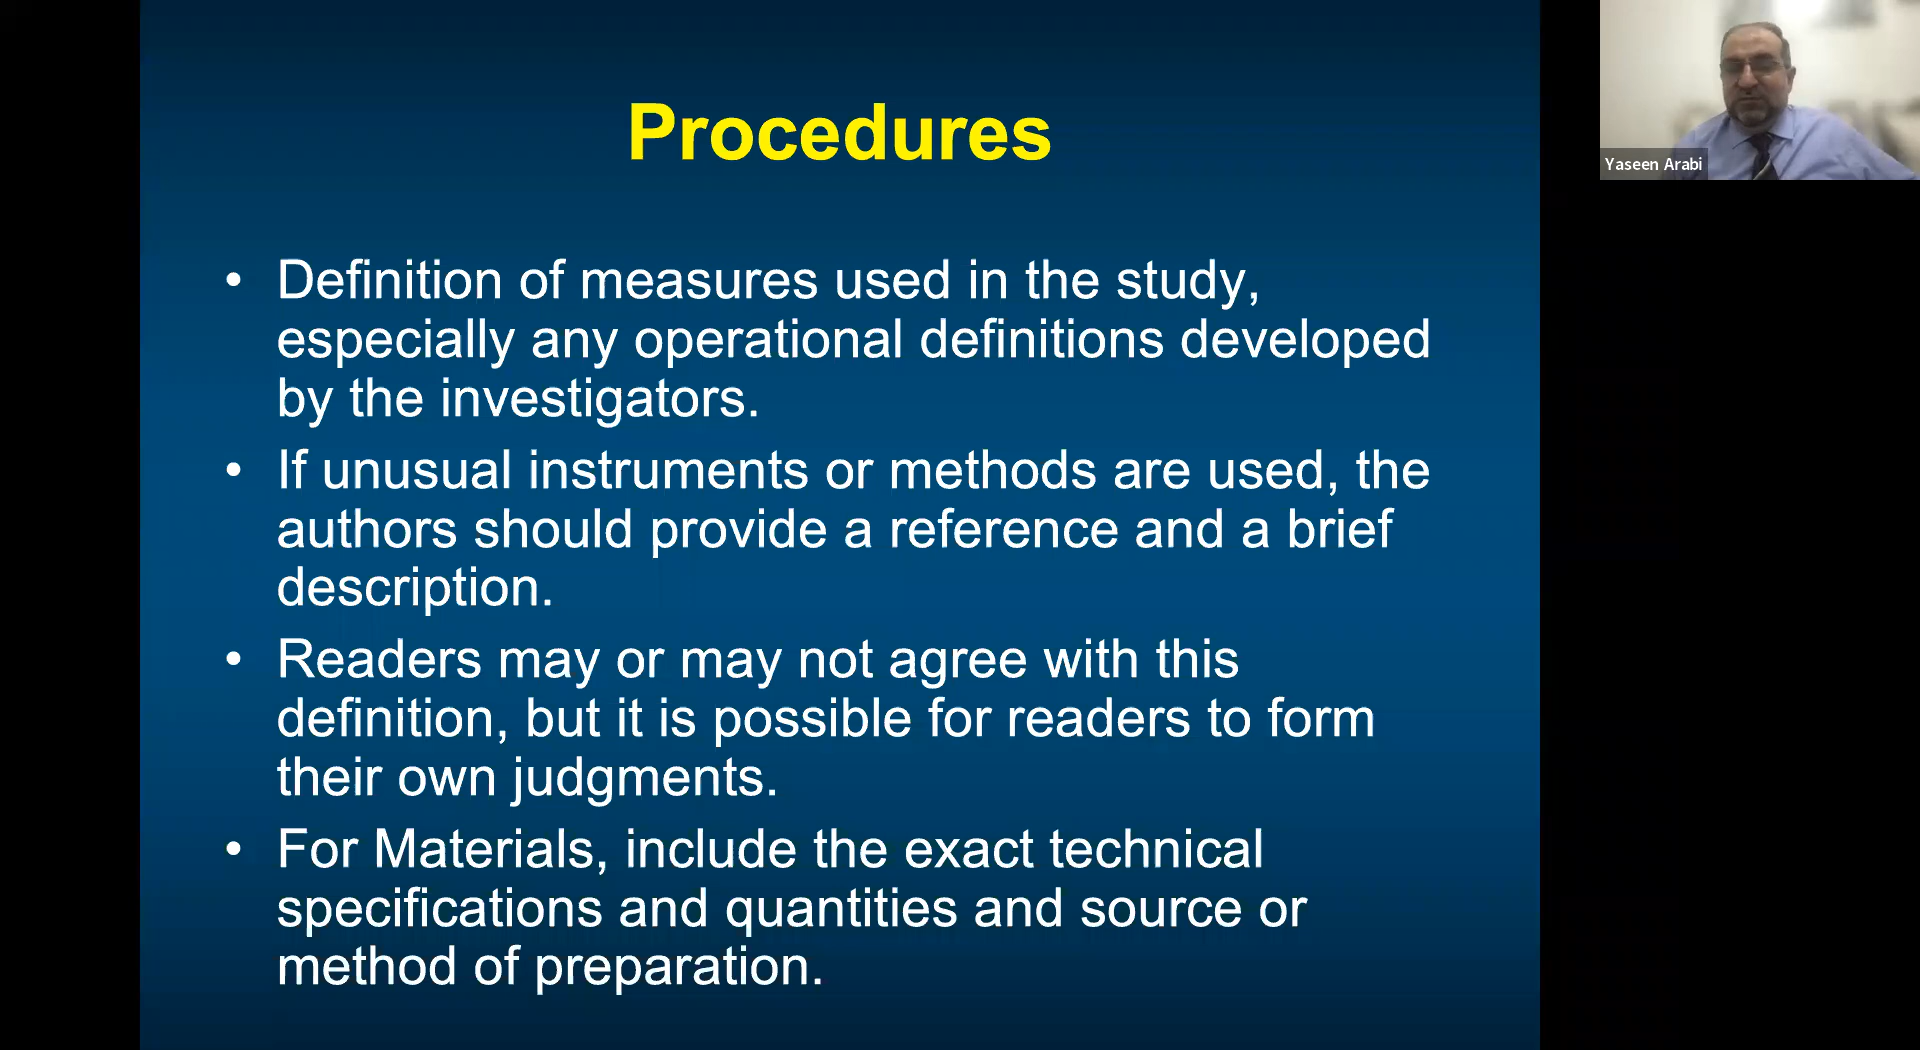 Procedures
• Definition of measures used in the study,
especially any operational definitions developed
by the investigators.
• If unusual instruments or methods are used, the
authors should provide a reference and a brief
description.
• Readers may or may not agree with this
definition, but it is possible for readers to form
their own judgments.
• For Materials, include the exact technical
specifications and quantities and source or
method of preparation.
Yaseen Arabi